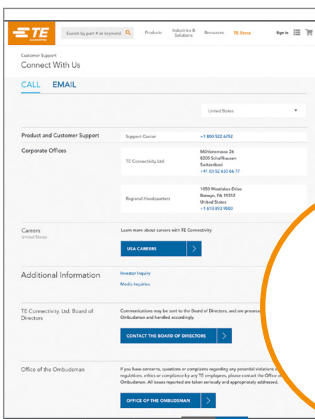 TE
Search by part # or keyword
Products
Industries & Solutions
Resources
TE Store
Sign in
Customer Support
Connect With Us
CALL EMAIL
United States
Product and Customer Support
Support Center
+1 800 522 6752
Corporate Offices
TE Connectivity Ltd.
Mühlenstrasse 26
8200 Schaffhausen
Switzerland
+41 (0) 52 633 66 77
Regional Headquarters
1050 Westlakes Drive
Berwyn, PA 19312
United States
+1 610 893 9800
Careers
United States
Learn more about careers with TE Connectivity
USA CAREERS
Additional Information
Investor Inquiry
Media Inquiries
TE Connectivity, Ltd. Board of
Directors
Communications may be sent to the Board of Directors, and are
Ombudsman and handled accordingly.
CONTACT THE BOARD OF DIRECTORS
Office of the Ombudsman
If you have concerns, questions or complaints regarding any potential violations
regulations, ethics or compliance by any TE employees, please contact the Office
Ombudsman. All issues reported are taken seriously and appropriately addressed.
OFFICE OF THE OMBUDSMAN